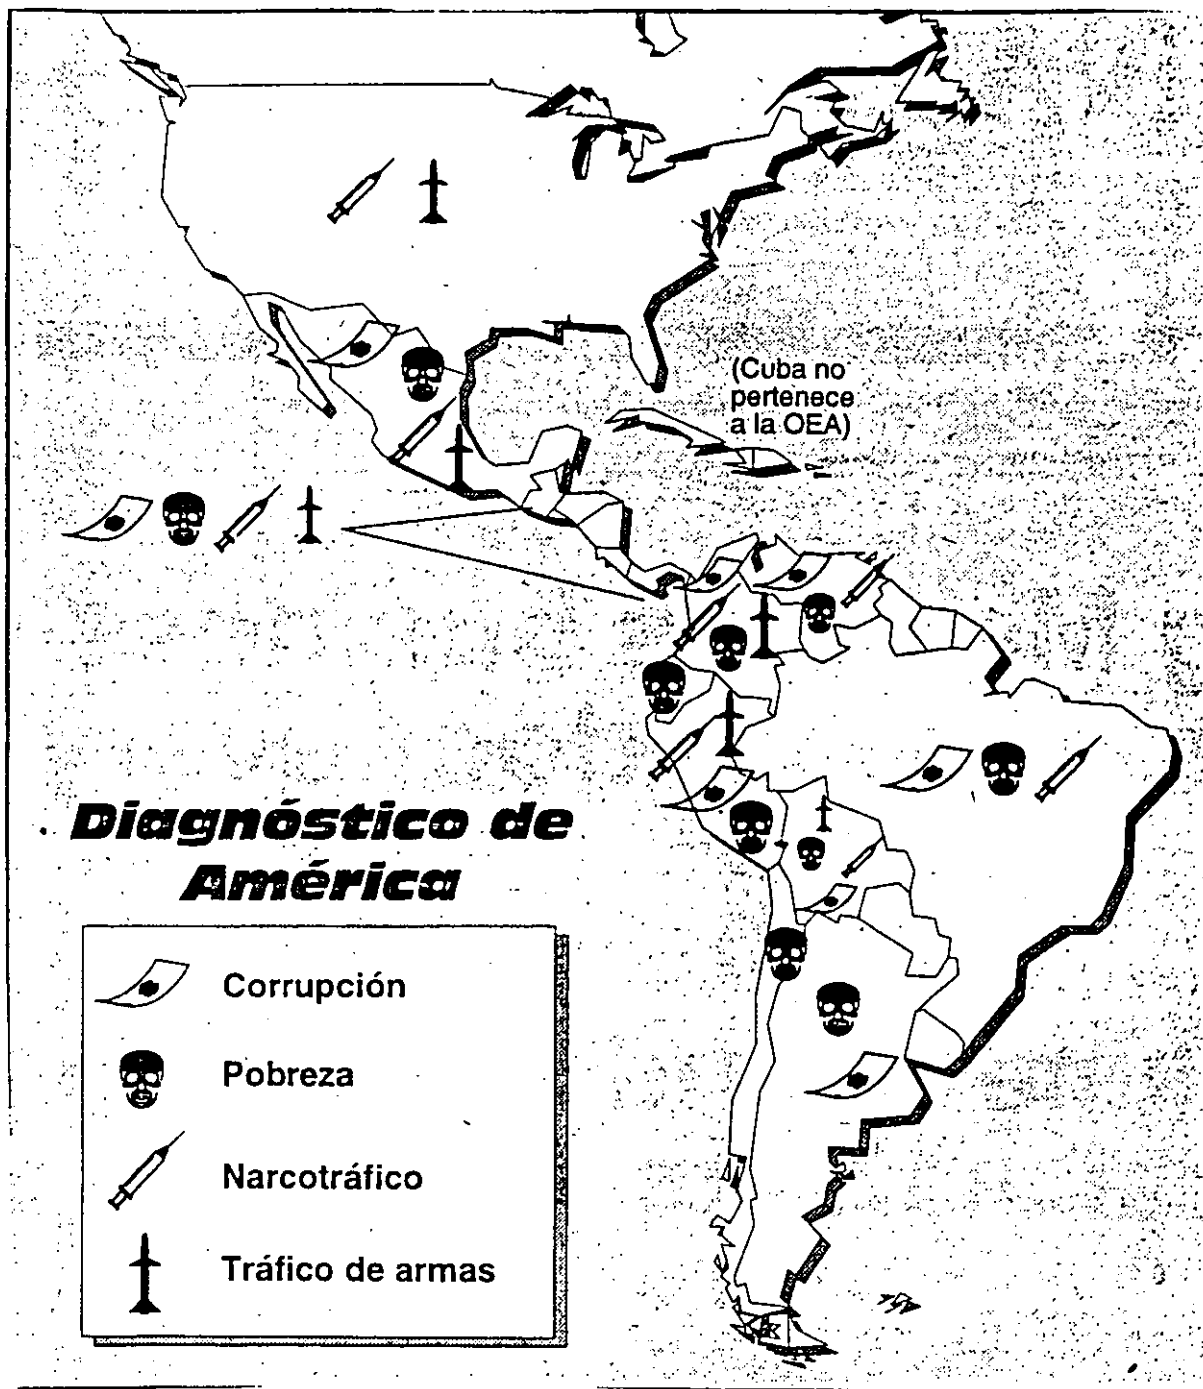 (Cuba no
pertenece
a la OEA)
Diagnóstico de
América
Corrupción
Pobreza
Narcotráfico
Tráfico de armas